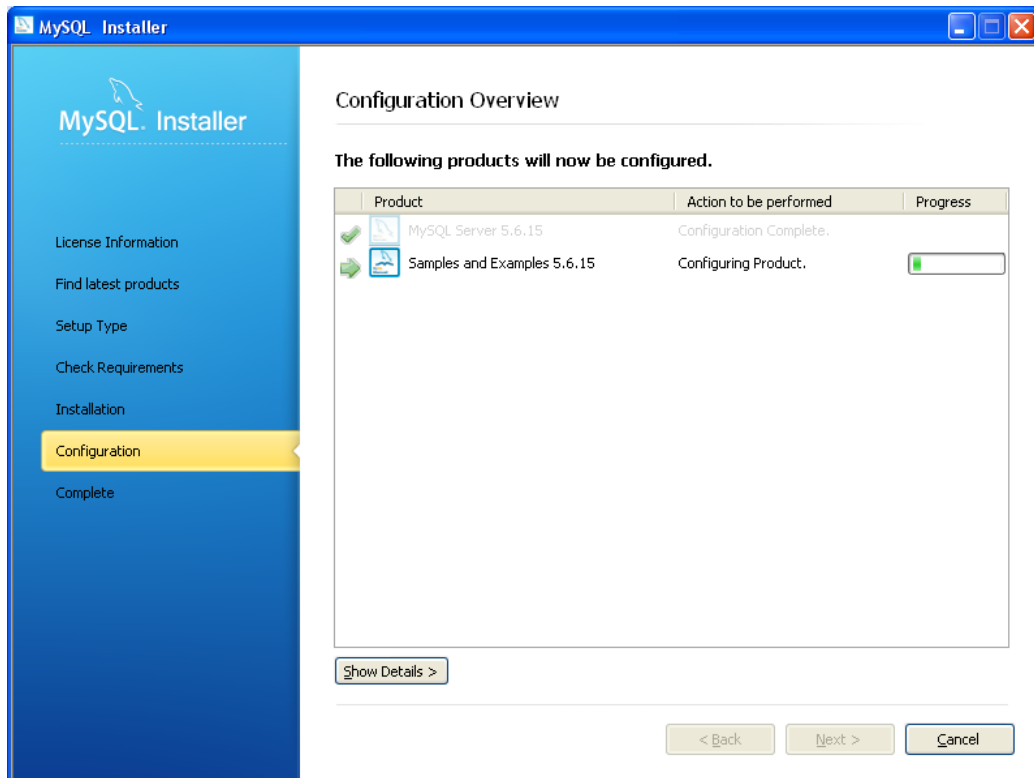 MySQL Installer
MySQL. Installer
Configuration Overview
The following products will now be configured.
Product Action to be performed Progress
MySQL Server 5.6.15 Configuration Complete.
Samples and Examples 5.6.15 Configuring Product.
License Information
Find latest products
Setup Type
Check Requirements
Installation
Configuration
Complete
Show Details >
< Back Next > Cancel